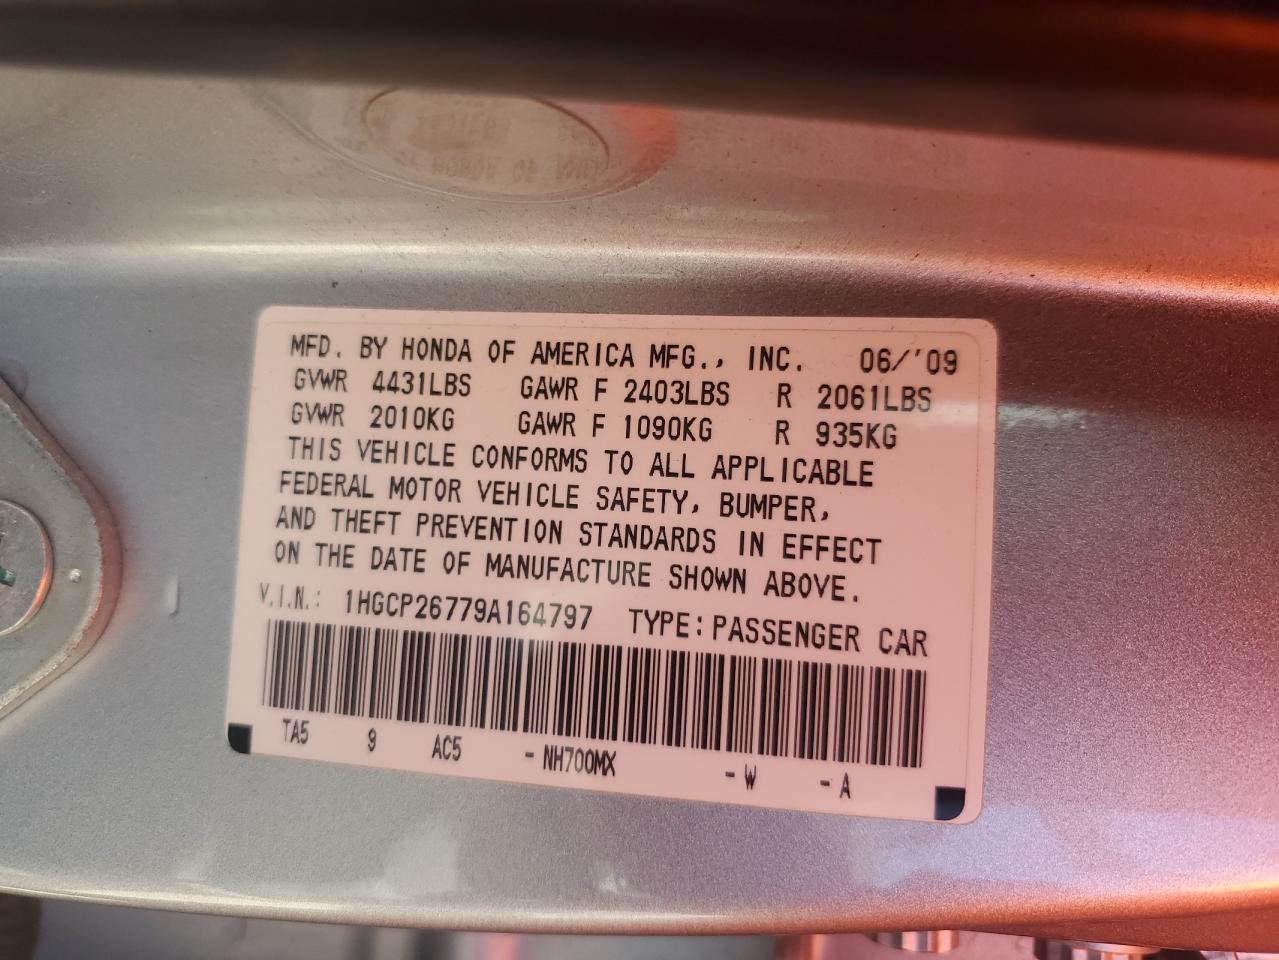 MFD. BY HONDA OF AMERICA MFG., INC. 06/'09
GVWR 4431LBS GAWR F 2403LBS R 2061LBS
GVWR 2010KG GAWR F 1090KG R 935KG
THIS VEHICLE CONFORMS TO ALL APPLICABLE
FEDERAL MOTOR VEHICLE SAFETY, BUMPER,
AND THEFT PREVENTION STANDARDS IN EFFECT
ON THE DATE OF MANUFACTURE SHOWN ABOVE.
V.I.N.: 1HGCP26779A164797 TYPE: PASSENGER CAR
TA5 9 AC5 -NH700MX -W -A